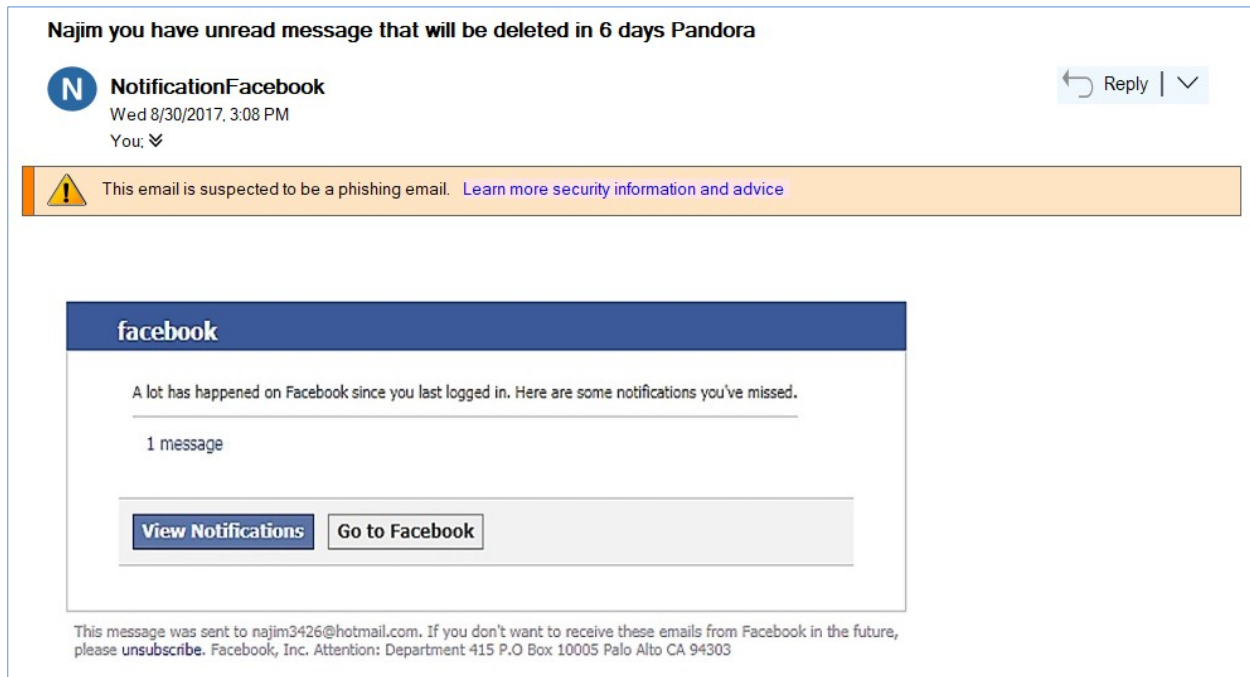 Najim you have unread message that will be deleted in 6 days Pandora
N
NotificationFacebook
Wed 8/30/2017, 3:08 PM
You;
Reply
This email is suspected to be a phishing email. Learn more security information and advice
facebook
A lot has happened on Facebook since you last logged in. Here are some notifications you've missed.
1 message
View Notifications Go to Facebook
This message was sent to najim3426@hotmail.com. If you don't want to receive these emails from Facebook in the future,
please unsubscribe. Facebook, Inc. Attention: Department 415 P.O Box 10005 Palo Alto CA 94303